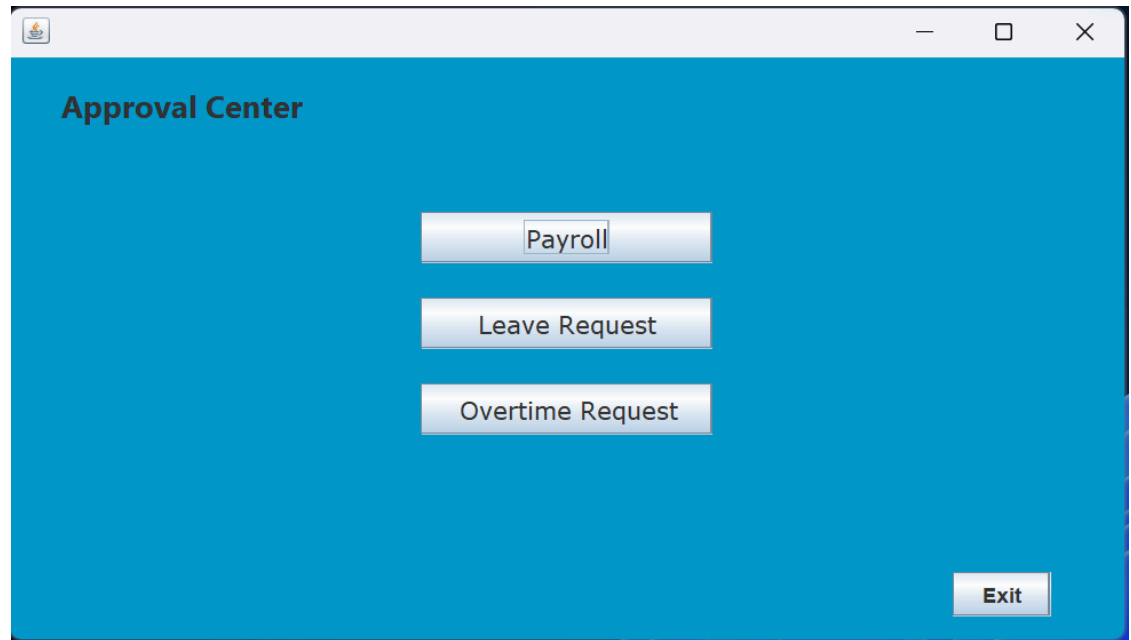 Approval Center
Payroll
Leave Request
Overtime Request
Exit